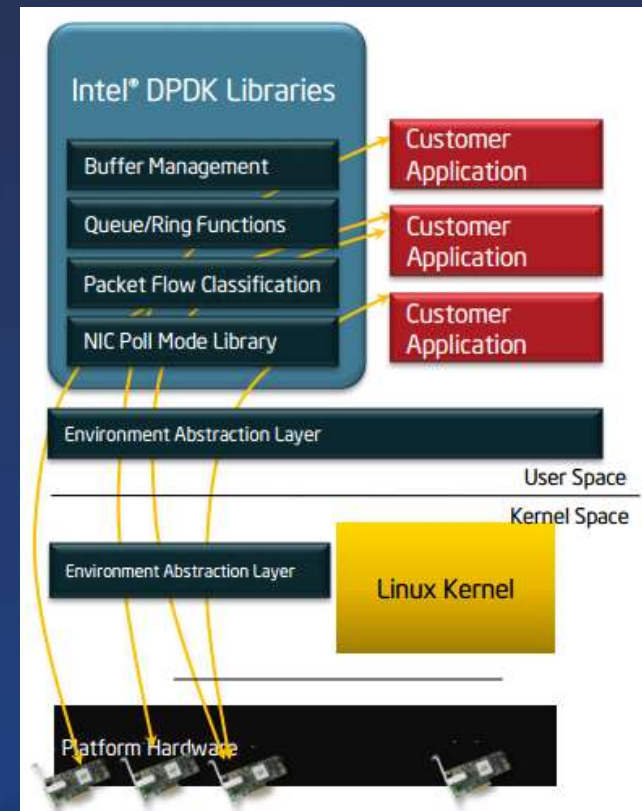 Intel® DPDK Libraries
Buffer Management
Queue/Ring Functions
Packet Flow Classification
NIC Poll Mode Library
Customer
Application
Customer
Application
Customer
Application
Environment Abstraction Layer
User Space
Kernel Space
Environment Abstraction Layer
Linux Kernel
Platform Hardware